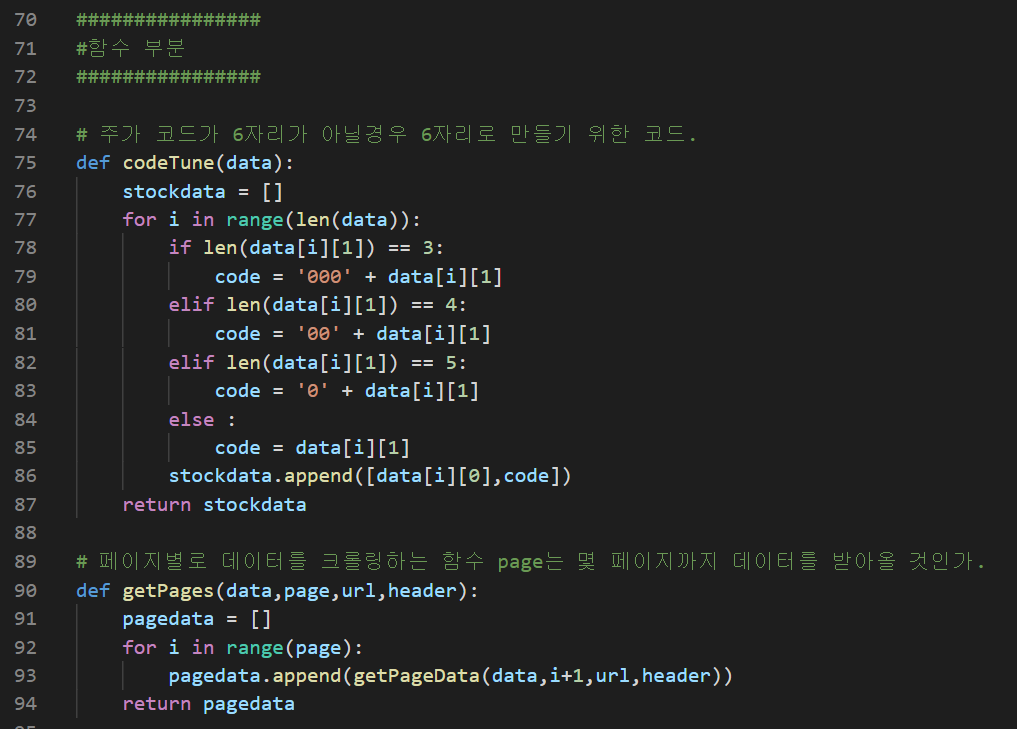 70 ################
71 #함수 부분
72 ################
73
74 # 주가 코드가 6자리가 아닐경우 6자리로 만들기 위한 코드.
75 def codeTune(data):
76     stockdata = []
77     for i in range(len(data)):
78         if len(data[i][1]) == 3:
79             code = '000' + data[i][1]
80         elif len(data[i][1]) == 4:
81             code = '00' + data[i][1]
82         elif len(data[i][1]) == 5:
83             code = '0' + data[i][1]
84         else :
85             code = data[i][1]
86         stockdata.append([data[i][0],code])
87     return stockdata
88
89 # 페이지별로 데이터를 크롤링하는 함수 page는 몇 페이지까지 데이터를 받아올 것인가.
90 def getPages(data,page,url,header):
91     pagedata = []
92     for i in range(page):
93         pagedata.append(getPageData(data,i+1,url,header))
94     return pagedata